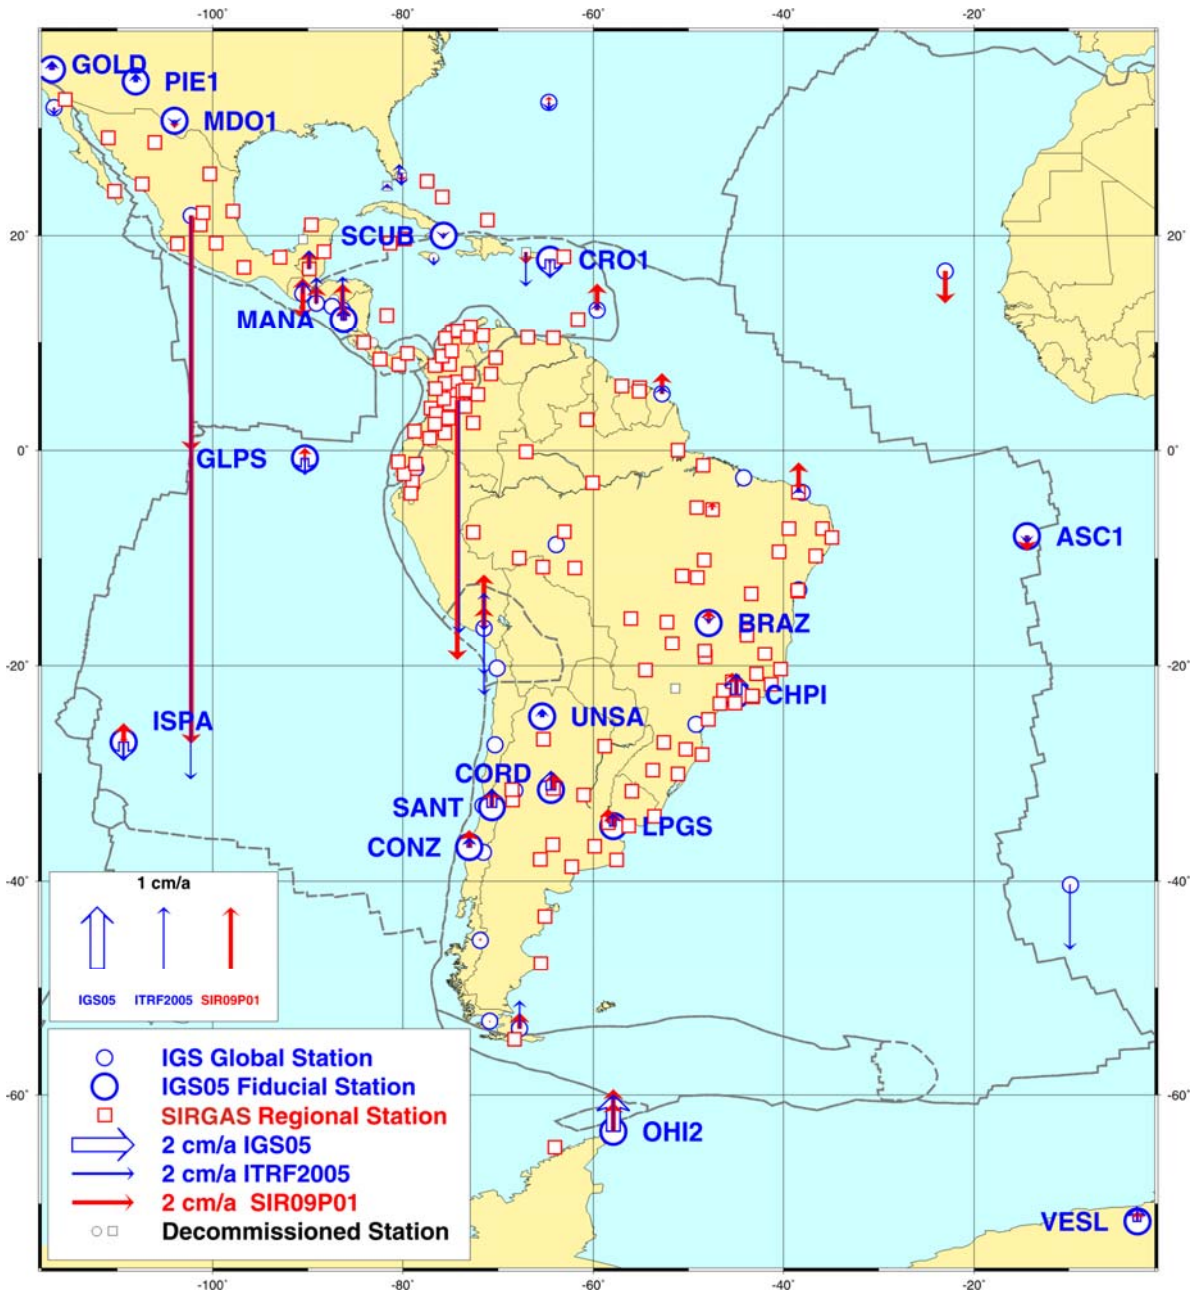 -100° -80° -60° -40° -20°
GOLD
PIE1
MDO1
20° 20°
SCUB
CRO1
MANA
0° 0°
GLPS
ASC1
BRAZ
-20° -20°
CHPI
ISPA
UNSA
CORD
SANT
LPGS
CONZ
-40° -40°
1 cm/a
IGS05 ITRF2005 SIR09P01
IGS Global Station
IGS05 Fiducial Station
SIRGAS Regional Station
2 cm/a IGS05
2 cm/a ITRF2005
2 cm/a SIR09P01
Decommissioned Station
-60° -60°
OHI2
VESL
-100° -80° -60° -40° -20°